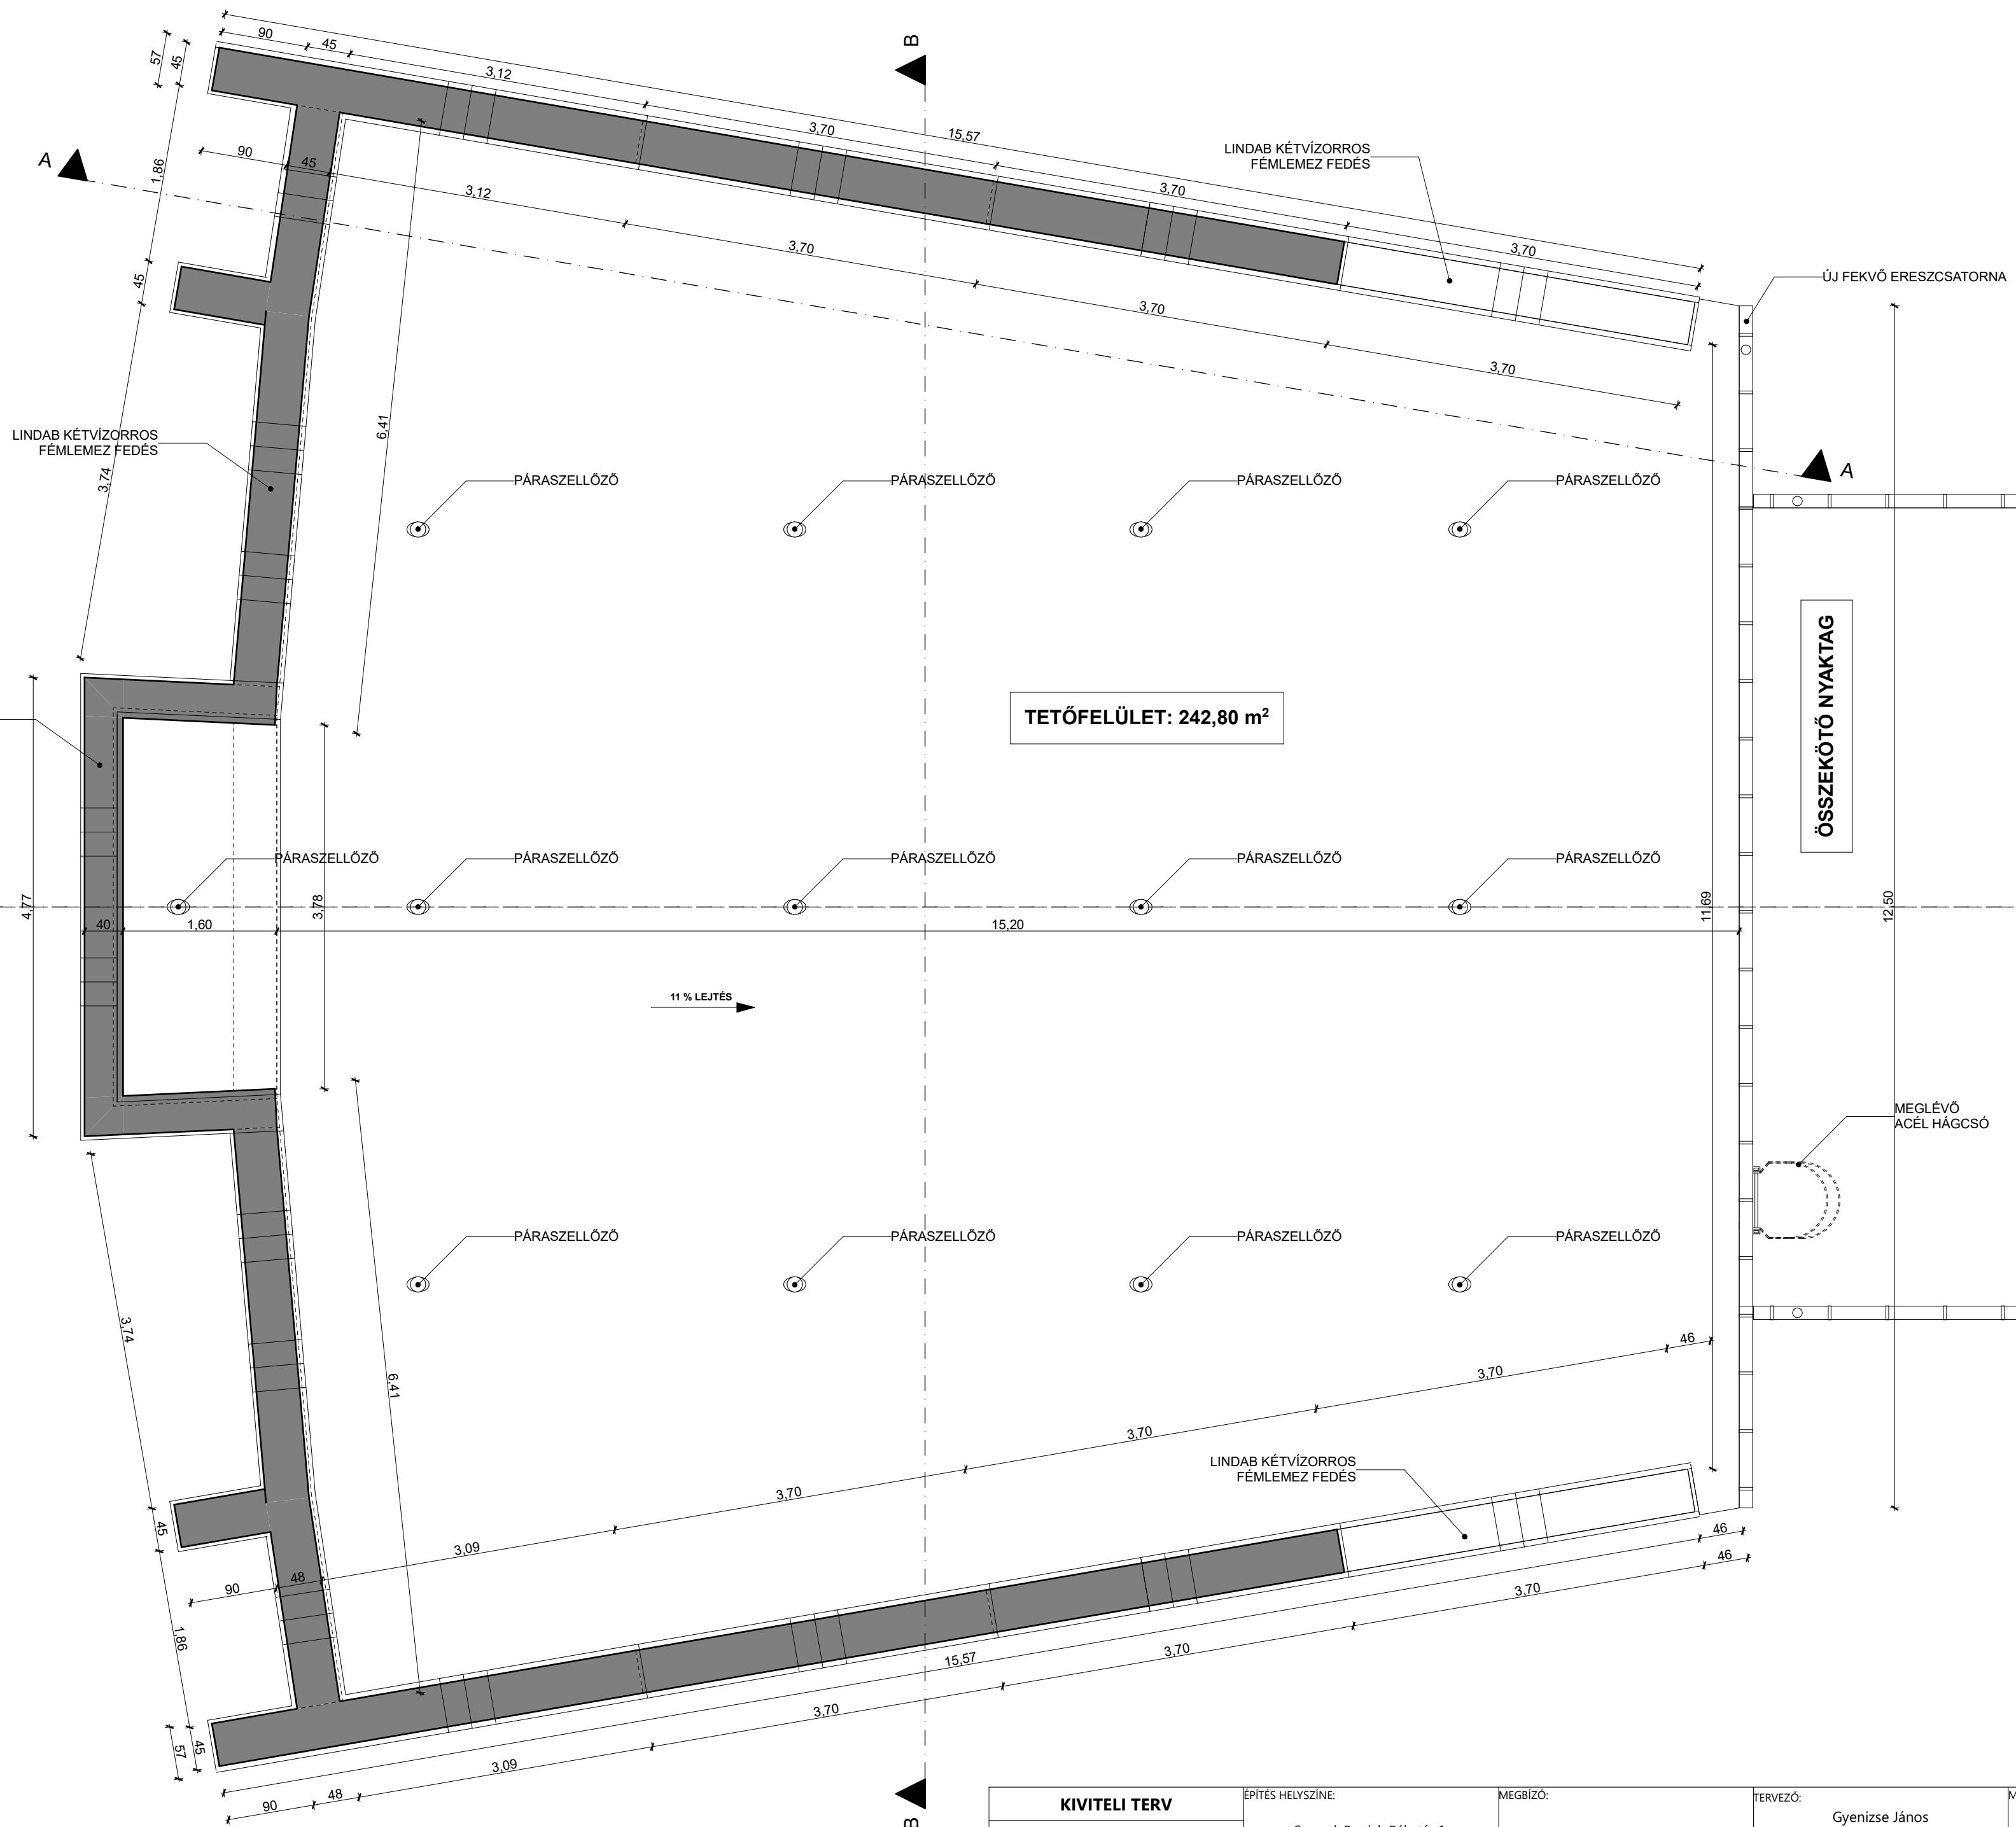 90
45
57
45
3,12
B
3,70
15,57
LINDAB KÉTVÍZORROS
FÉMLEMEZ FEDÉS
A
90
45
1,86
3,12
3,70
3,70
3,70
ÚJ FEKVŐ ERESZCSATORNA
45
3,70
3,70
6,41
LINDAB KÉTVÍZORROS
FÉMLEMEZ FEDÉS
3,74
A
PÁRASZELLŐZŐ
PÁRASZELLŐZŐ
PÁRASZELLŐZŐ
PÁRASZELLŐZŐ
ÖSSZEKÖTŐ NYAKTAG
TETŐFELÜLET: 242,80 m²
PÁRASZELLŐZŐ
PÁRASZELLŐZŐ
PÁRASZELLŐZŐ
PÁRASZELLŐZŐ
PÁRASZELLŐZŐ
4,77
3,78
11,69
12,50
40
1,60
15,20
11 % LEJTÉS
MEGLÉVŐ
ACÉL HÁGCSÓ
PÁRASZELLŐZŐ
PÁRASZELLŐZŐ
PÁRASZELLŐZŐ
PÁRASZELLŐZŐ
3,74
46
3,70
6,41
3,70
LINDAB KÉTVÍZORROS
FÉMLEMEZ FEDÉS
3,70
45
3,09
46
48
90
46
3,70
1,86
3,70
15,57
3,70
57
45
3,09
48
90
B
KIVITELI TERV
ÉPÍTÉS HELYSZÍNE:
MEGBÍZÓ:
TERVEZŐ:
Gyenizse János